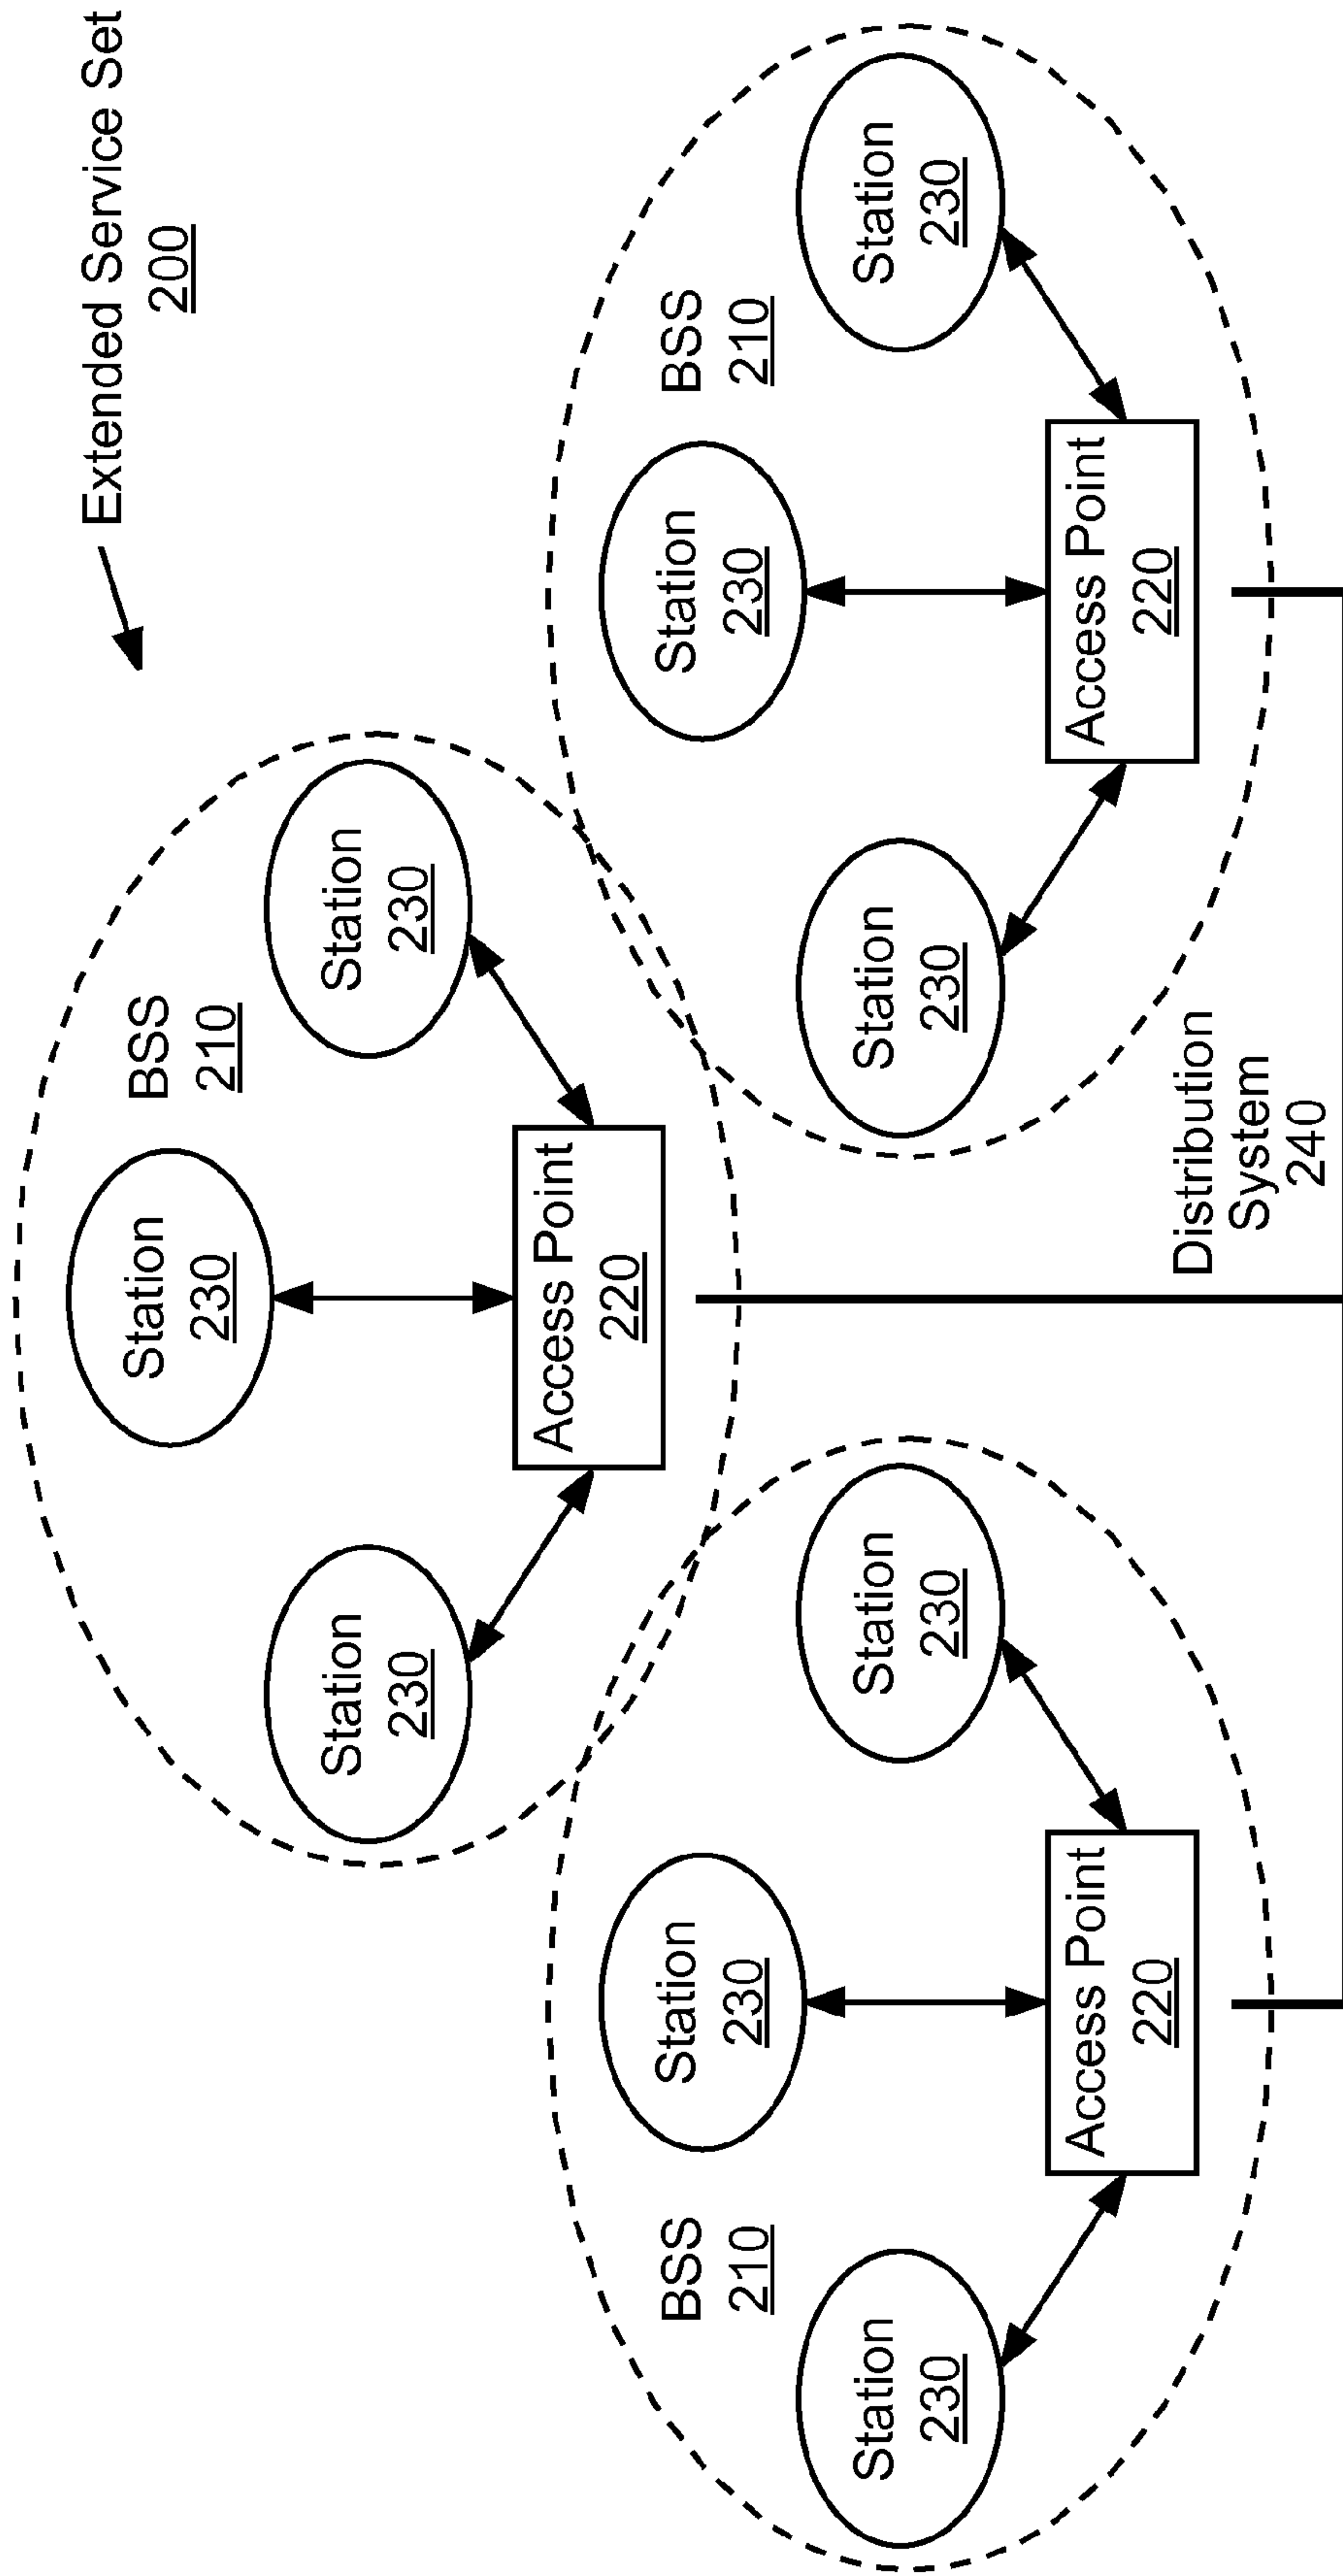 Extended Service Set
200
Station
230
BSS
210
Station
230
Station
230
Access Point
220
BSS
210
Station
230
Station
230
Station
230
Access Point
220
Station
230
BSS
210
Station
230
Station
230
Access Point
220
Distribution
System
240